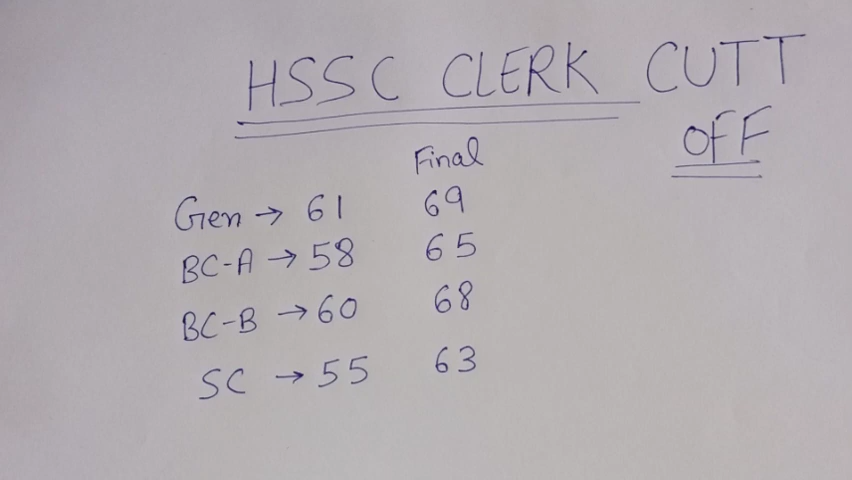 HSSC CLERK CUTT
OFF
Final
Gen → 61 69
BC-A → 58 65
BC-B → 60 68
SC → 55 63